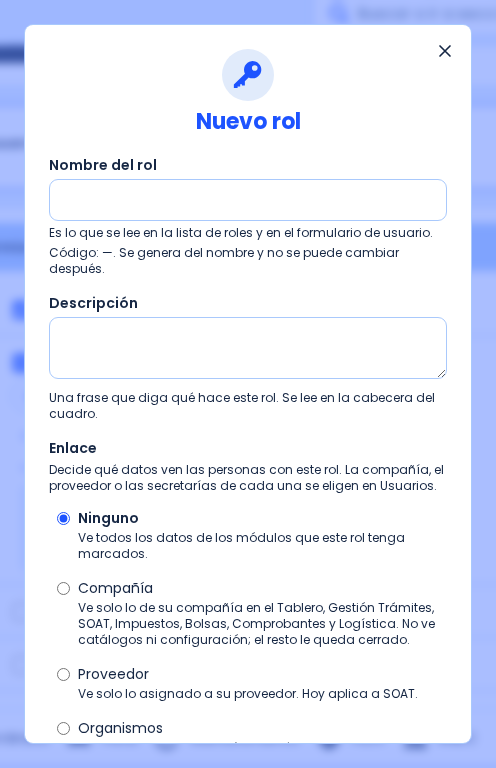 Nuevo rol
Nombre del rol
Es lo que se lee en la lista de roles y en el formulario de usuario.
Código: —. Se genera del nombre y no se puede cambiar
después.
Descripción
Una frase que diga qué hace este rol. Se lee en la cabecera del
cuadro.
Enlace
Decide qué datos ven las personas con este rol. La compañía, el
proveedor o las secretarías de cada una se eligen en Usuarios.
Ninguno
Ve todos los datos de los módulos que este rol tenga
marcados.
Compañía
Ve solo lo de su compañía en el Tablero, Gestión Trámites,
SOAT, Impuestos, Bolsas, Comprobantes y Logística. No ve
catálogos ni configuración; el resto le queda cerrado.
Proveedor
Ve solo lo asignado a su proveedor. Hoy aplica a SOAT.
Organismos